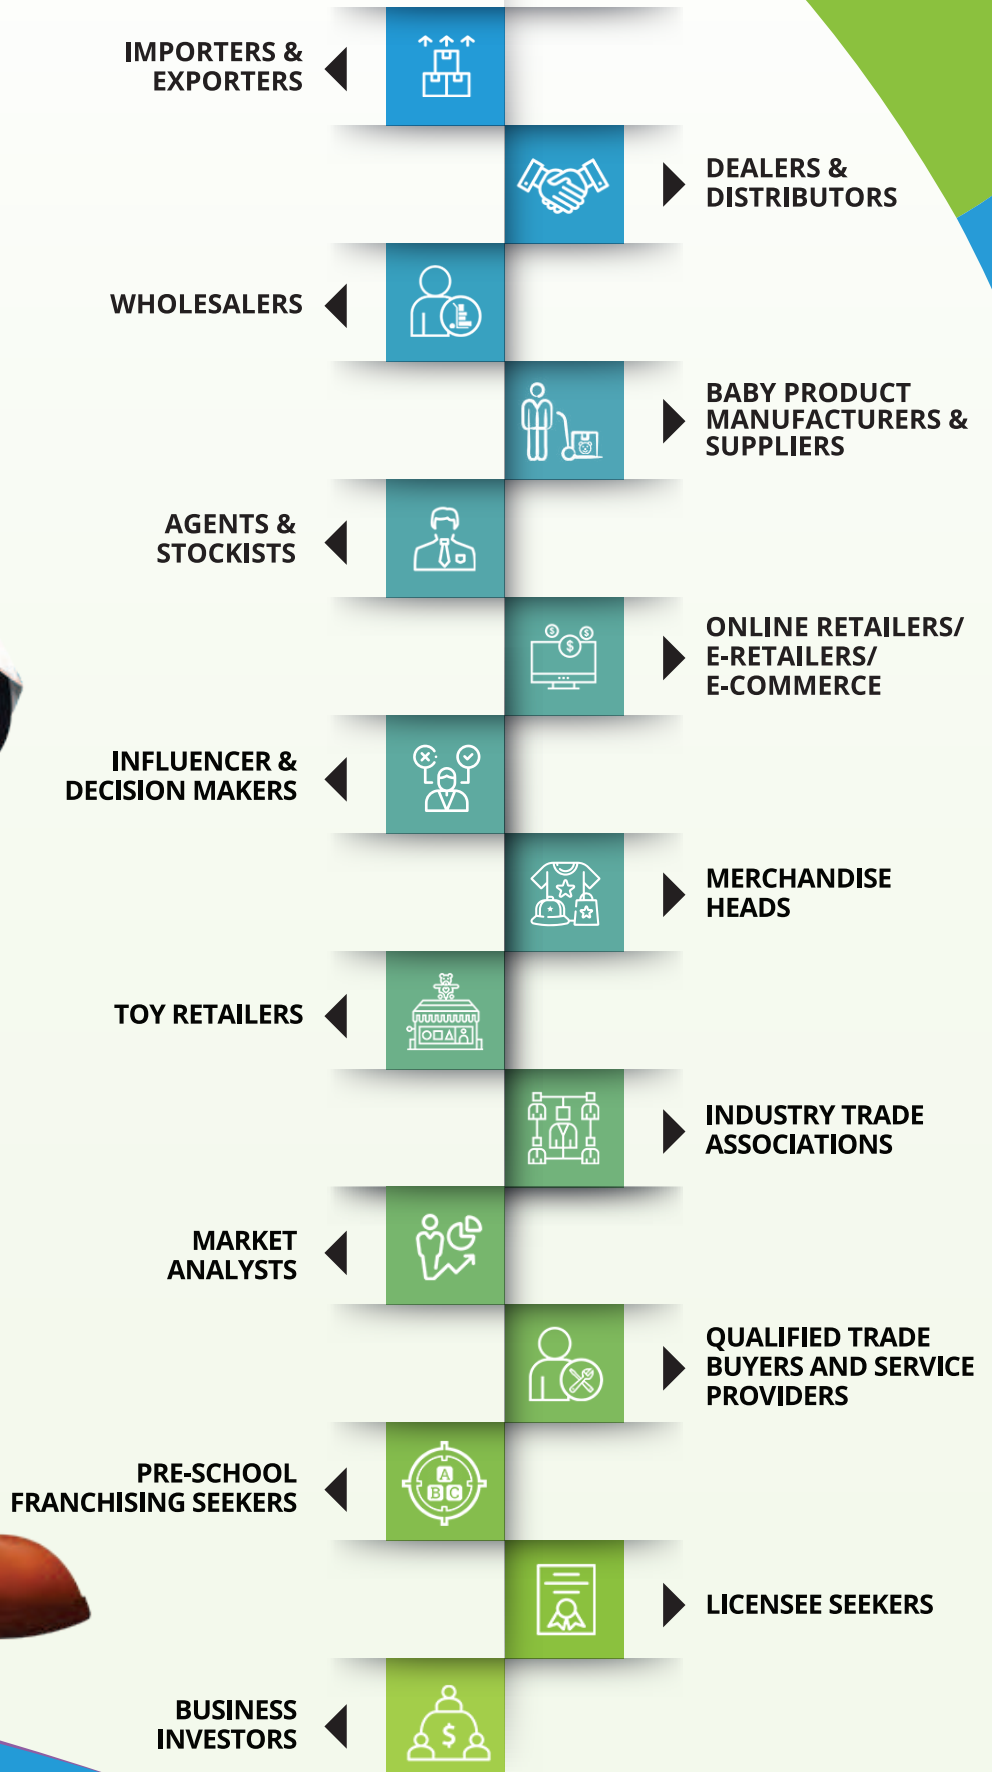 IMPORTERS &
EXPORTERS
DEALERS &
DISTRIBUTORS
WHOLESALERS
BABY PRODUCT
MANUFACTURERS &
SUPPLIERS
AGENTS &
STOCKISTS
ONLINE RETAILERS/
E-RETAILERS/
E-COMMERCE
INFLUENCER &
DECISION MAKERS
MERCHANDISE
HEADS
TOY RETAILERS
INDUSTRY TRADE
ASSOCIATIONS
MARKET
ANALYSTS
QUALIFIED TRADE
BUYERS AND SERVICE
PROVIDERS
A
B C
PRE-SCHOOL
FRANCHISING SEEKERS
LICENSEE SEEKERS
BUSINESS
INVESTORS